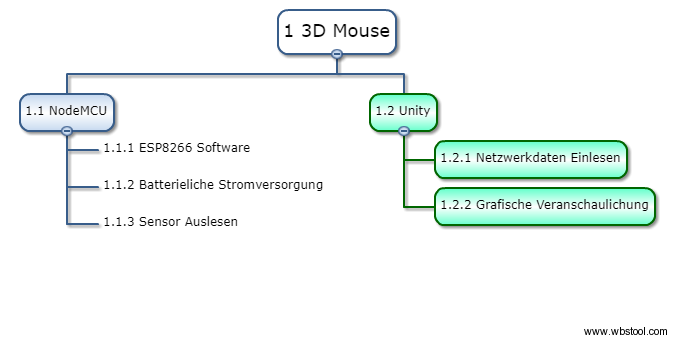 1 3D Mouse
1.1 NodeMCU
1.1.1 ESP8266 Software
1.1.2 Batterieliche Stromversorgung
1.1.3 Sensor Auslesen
1.2 Unity
1.2.1 Netzwerkdaten Einlesen
1.2.2 Grafische Veranschaulichung
www.wbstool.com